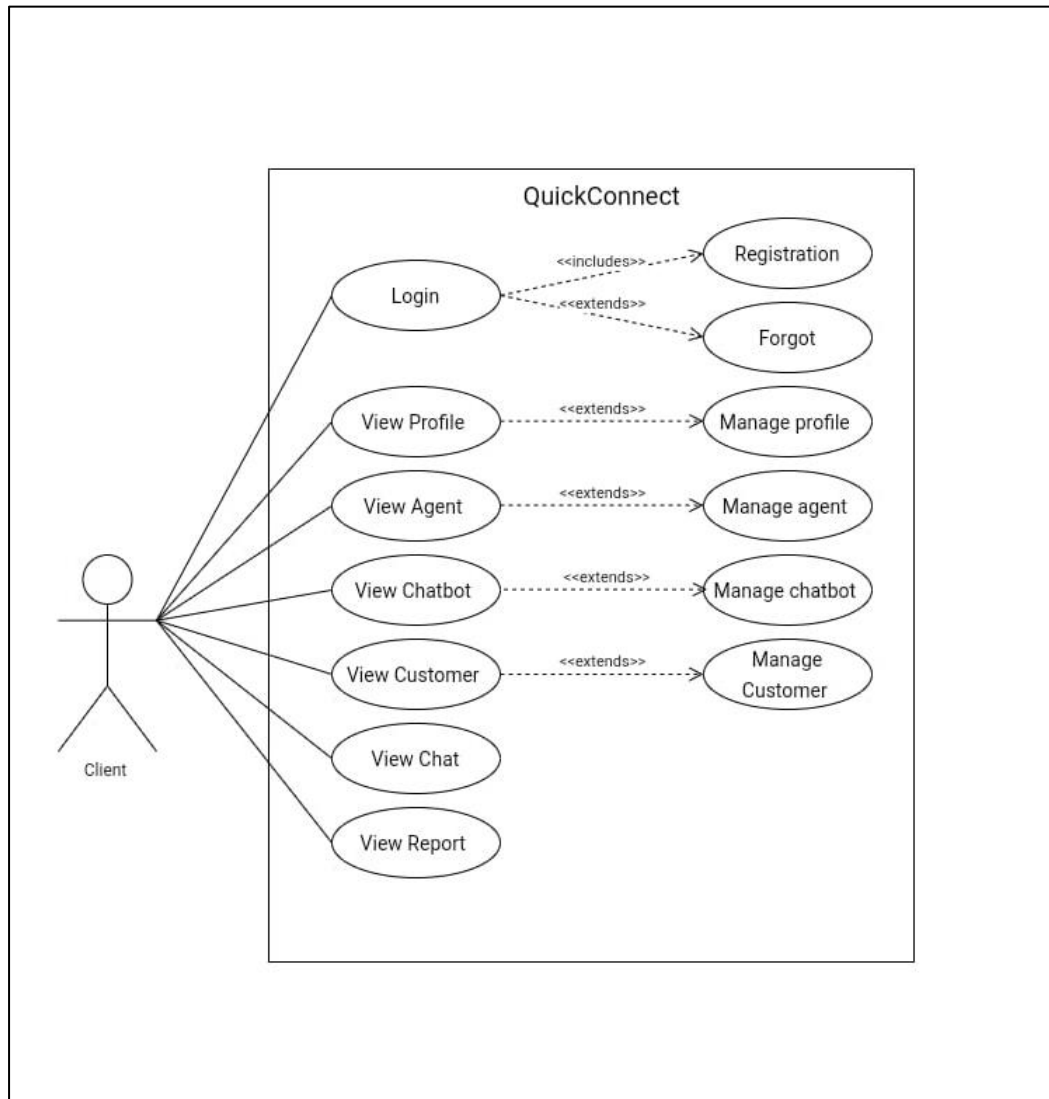 QuickConnect
Login
<<includes>>
Registration
<<extends>>
Forgot
View Profile
<<extends>>
Manage profile
View Agent
<<extends>>
Manage agent
View Chatbot
<<extends>>
Manage chatbot
View Customer
<<extends>>
Manage
Customer
View Chat
View Report
Client